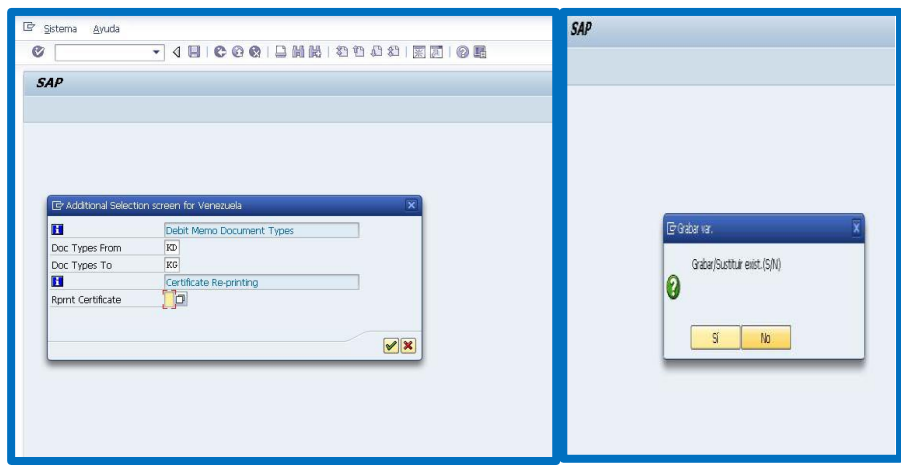 Sistema Ayuda
SAP
Additional Selection screen for Venezuela
Debit Memo Document Types
Doc Types From KD
Doc Types To KG
Certificate Re-printing
Rprnt Certificate
SAP
Grabar var.
Grabar/Sustituir exist.(S/N)
Sí No